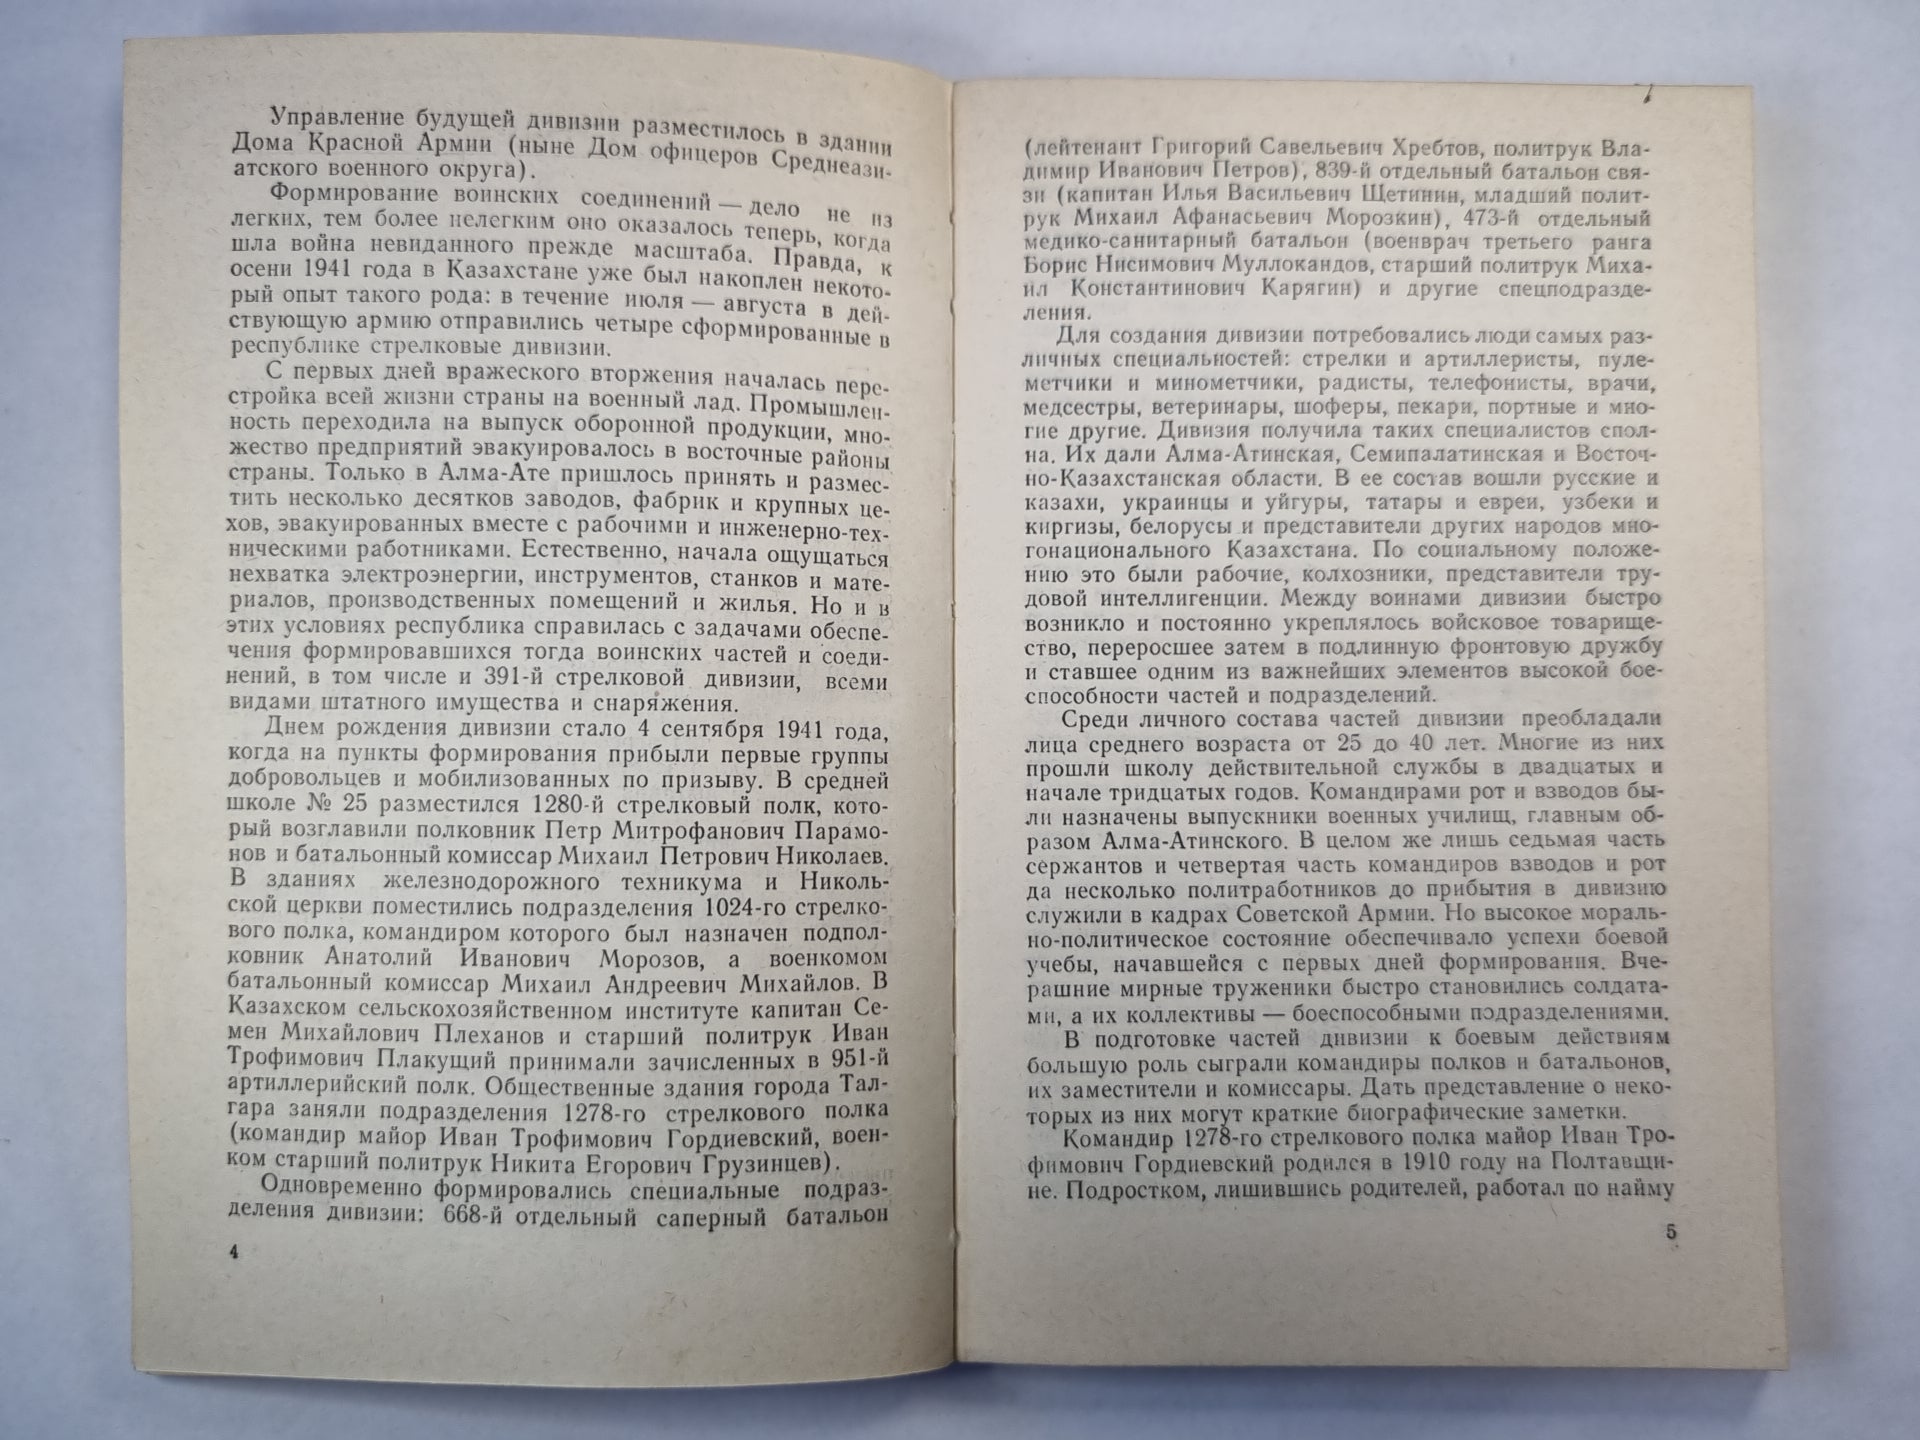 Управление будущей дивизии разместилось в здании
Дома Красной Армии (ныне Дом офицеров Среднеази-
атского военного округа).
Формирование воинских соединений — дело не из
легких, тем более нелегким оно оказалось теперь, когда
шла война невиданного прежде масштаба. Правда, к
осени 1941 года в Казахстане уже был накоплен некото-
рый опыт такого рода: в течение июля — августа в дей-
ствующую армию отправились четыре сформированные в
республике стрелковые дивизии.
С первых дней вражеского вторжения началась пере-
стройка всей жизни страны на военный лад. Промышлен-
ность переходила на выпуск оборонной продукции, мно-
жество предприятий эвакуировалось в восточные районы
страны. Только в Алма-Ате пришлось принять и размес-
тить несколько десятков заводов, фабрик и крупных це-
хов, эвакуированных вместе с рабочими и инженерно-тех-
ническими работниками. Естественно, начала ощущаться
нехватка электроэнергии, инструментов, станков и мате-
риалов, производственных помещений и жилья. Но и в
этих условиях республика справилась с задачами обеспе-
чения формировавшихся тогда воинских частей и соеди-
нений, в том числе и 391-й стрелковой дивизии, всеми
видами штатного имущества и снаряжения.
Днем рождения дивизии стало 4 сентября 1941 года,
когда на пункты формирования прибыли первые группы
добровольцев и мобилизованных по призыву. В средней
школе № 25 разместился 1280-й стрелковый полк, кото-
рый возглавили полковник Петр Митрофанович Парамо-
нов и батальонный комиссар Михаил Петрович Николаев.
В зданиях железнодорожного техникума и Николь-
ской церкви поместились подразделения 1024-го стрелко-
вого полка, командиром которого был назначен подпол-
ковник Анатолий Иванович Морозов, а военкомом
батальонный комиссар Михаил Андреевич Михайлов. В
Казахском сельскохозяйственном институте капитан Се-
мен Михайлович Плеханов и старший политрук Иван
Трофимович Плакущий принимали зачисленных в 951-й
артиллерийский полк. Общественные здания города Тал-
гара заняли подразделения 1278-го стрелкового полка
(командир майор Иван Трофимович Гордиевский, воен-
ком старший политрук Никита Егорович Грузинцев).
Одновременно формировались специальные подраз-
деления дивизии: 668-й отдельный саперный батальон
4
(лейтенант Григорий Савельевич Хребтов, политрук Вла-
димир Иванович Петров), 839-й отдельный батальон свя-
зи (капитан Илья Васильевич Щетинин, младший полит-
рук Михаил Афанасьевич Морозкин), 473-й отдельный
медико-санитарный батальон (военврач третьего ранга
Борис Нисимович Муллокандов, старший политрук Миха-
ил Константинович Карягин) и другие спецподразде-
ления.
Для создания дивизии потребовались люди самых раз-
личных специальностей: стрелки и артиллеристы, пуле-
метчики и минометчики, радисты, телефонисты, врачи,
медсестры, ветеринары, шоферы, пекари, портные и мно-
гие другие. Дивизия получила таких специалистов спол-
на. Их дали Алма-Атинская, Семипалатинская и Восточ-
но-Казахстанская области. В ее состав вошли русские и
казахи, украинцы и уйгуры, татары и евреи, узбеки и
киргизы, белорусы и представители других народов мно-
гонационального Казахстана. По социальному положе-
нию это были рабочие, колхозники, представители тру-
довой интеллигенции. Между воинами дивизии быстро
возникло и постоянно укреплялось войсковое товарище-
ство, переросшее затем в подлинную фронтовую дружбу
и ставшее одним из важнейших элементов высокой бое-
способности частей и подразделений.
Среди личного состава частей дивизии преобладали
лица среднего возраста от 25 до 40 лет. Многие из них
прошли школу действительной службы в двадцатых и
начале тридцатых годов. Командирами рот и взводов бы-
ли назначены выпускники военных училищ, главным об-
разом Алма-Атинского. В целом же лишь седьмая часть
сержантов и четвертая часть командиров взводов и рот
да несколько политработников до прибытия в дивизию
служили в кадрах Советской Армии. Но высокое мораль-
но-политическое состояние обеспечивало успехи боевой
учебы, начавшейся с первых дней формирования. Вче-
рашние мирные труженики быстро становились солдата-
ми, а их коллективы — боеспособными подразделениями.
В подготовке частей дивизии к боевым действиям
большую роль сыграли командиры полков и батальонов,
их заместители и комиссары. Дать представление о неко-
торых из них могут краткие биографические заметки.
Командир 1278-го стрелкового полка майор Иван Тро-
фимович Гордиевский родился в 1910 году на Полтавщи-
не. Подростком, лишившись родителей, работал по найму
5